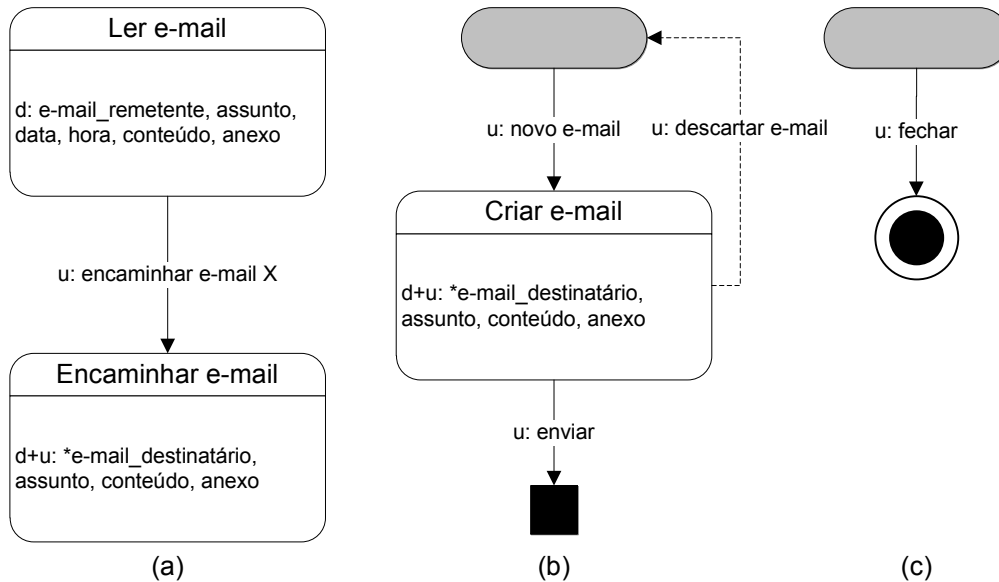 Ler e-mail
d: e-mail_remetente, assunto,
data, hora, conteúdo, anexo
u: encaminhar e-mail X
Encaminhar e-mail
d+u: *e-mail_destinatário,
assunto, conteúdo, anexo
(a)
u: novo e-mail
u: descartar e-mail
Criar e-mail
d+u: *e-mail_destinatário,
assunto, conteúdo, anexo
u: enviar
(b)
u: fechar
(c)